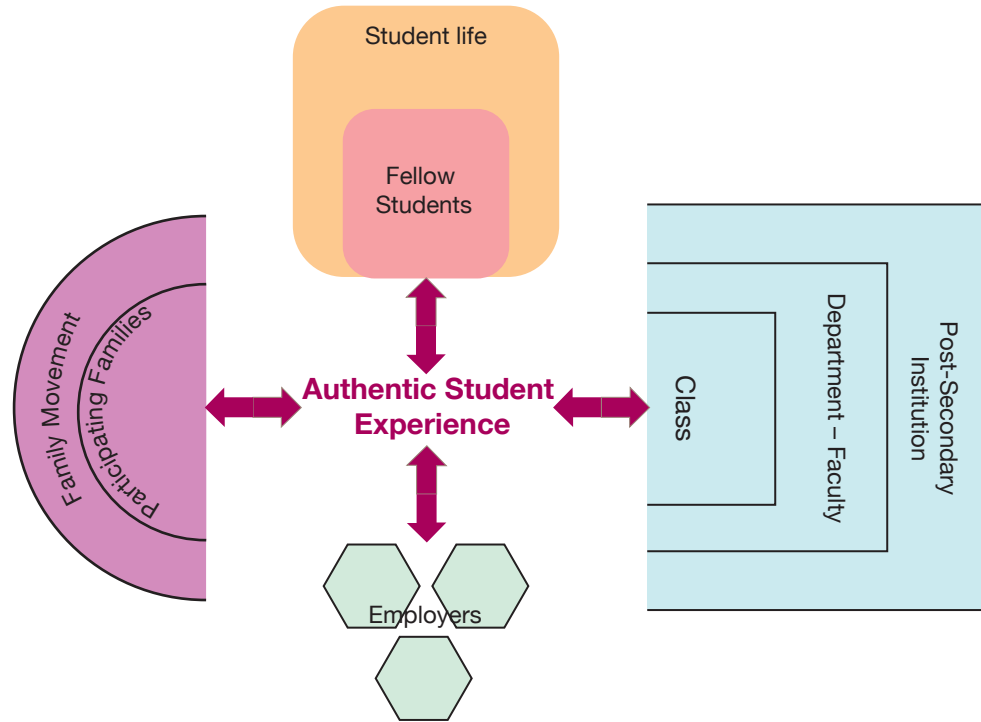 Student life
Fellow
Students
Family Movement
Participating Families
Authentic Student
Experience
Class
Department – Faculty
Post-Secondary
Institution
Employers